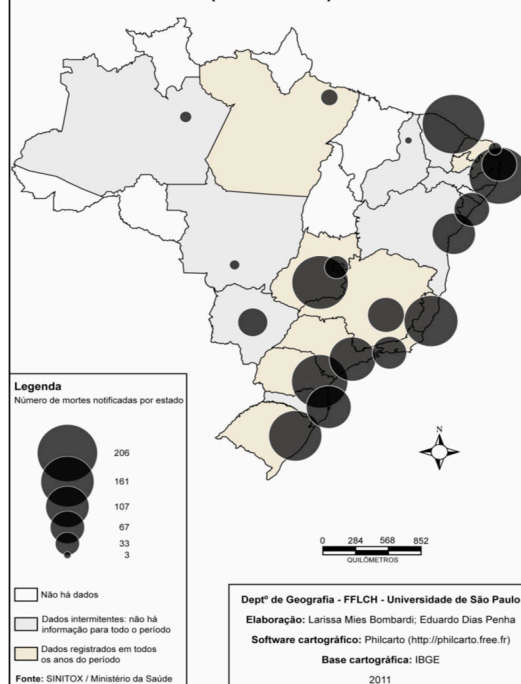 N
Legenda
Número de mortes notificadas por estado
206
161
107
67
33
3
0 284 568 852
QUILÔMETROS
Não há dados
Dados intermitentes: não há
informação para todo o período
Dados registrados em todos
os anos do período
Fonte: SINITOX / Ministério da Saúde
Deptº de Geografia - FFLCH - Universidade de São Paulo
Elaboração: Larissa Mies Bombardi; Eduardo Dias Penha
Software cartográfico: Philcarto (http://philcarto.free.fr)
Base cartográfica: IBGE
2011